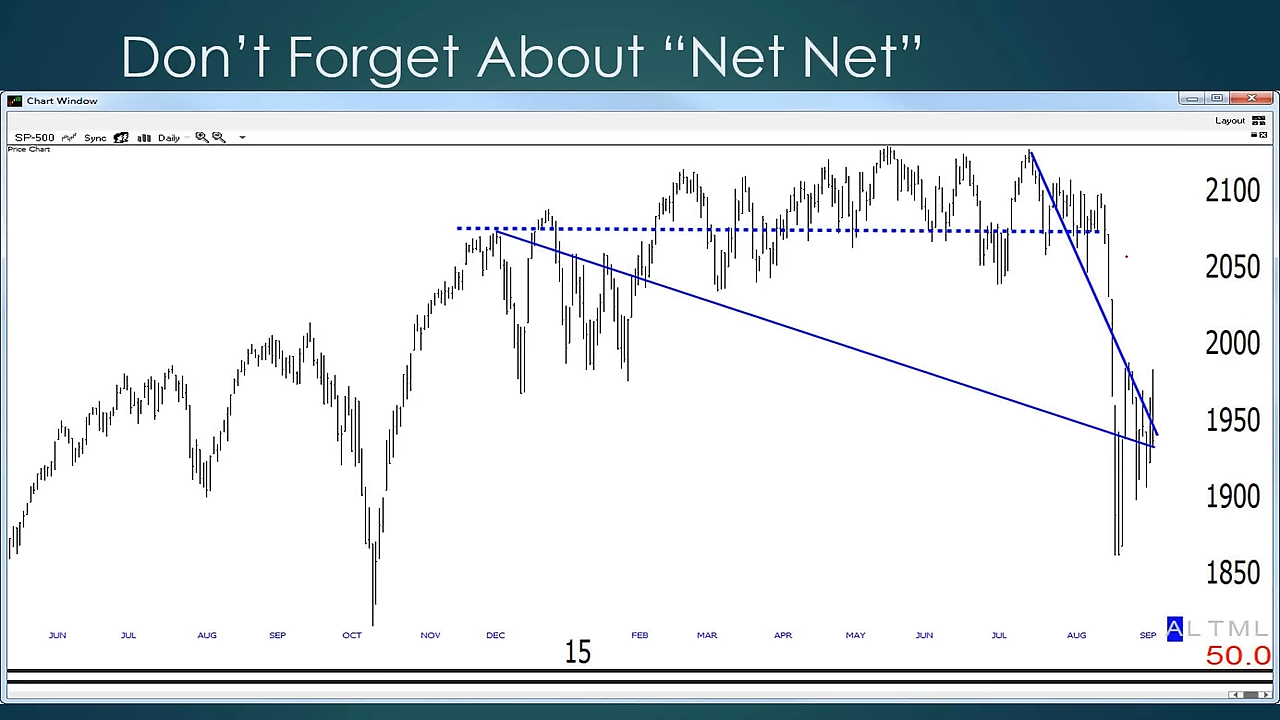 Don't Forget About “Net Net”
Chart Window
Layout
SP-500 Sync Daily
Price Chart
2100
2050
2000
1950
1900
1850
JUN JUL AUG SEP OCT NOV DEC FEB MAR APR MAY JUN JUL AUG SEP
A L T M L
15
50.0